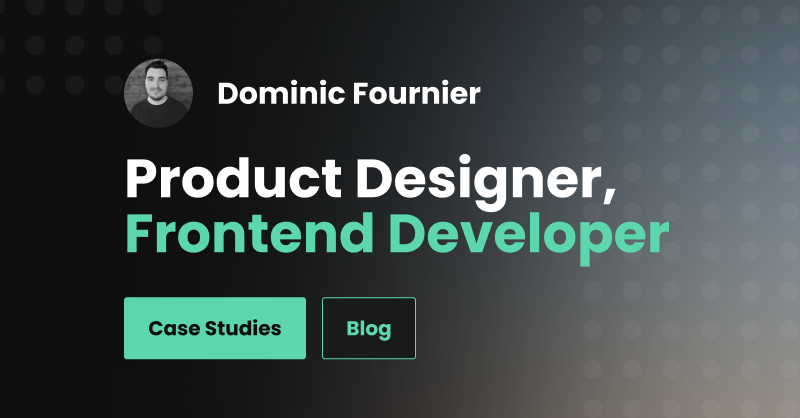 Dominic Fournier
Product Designer,
Frontend Developer
Case Studies
Blog